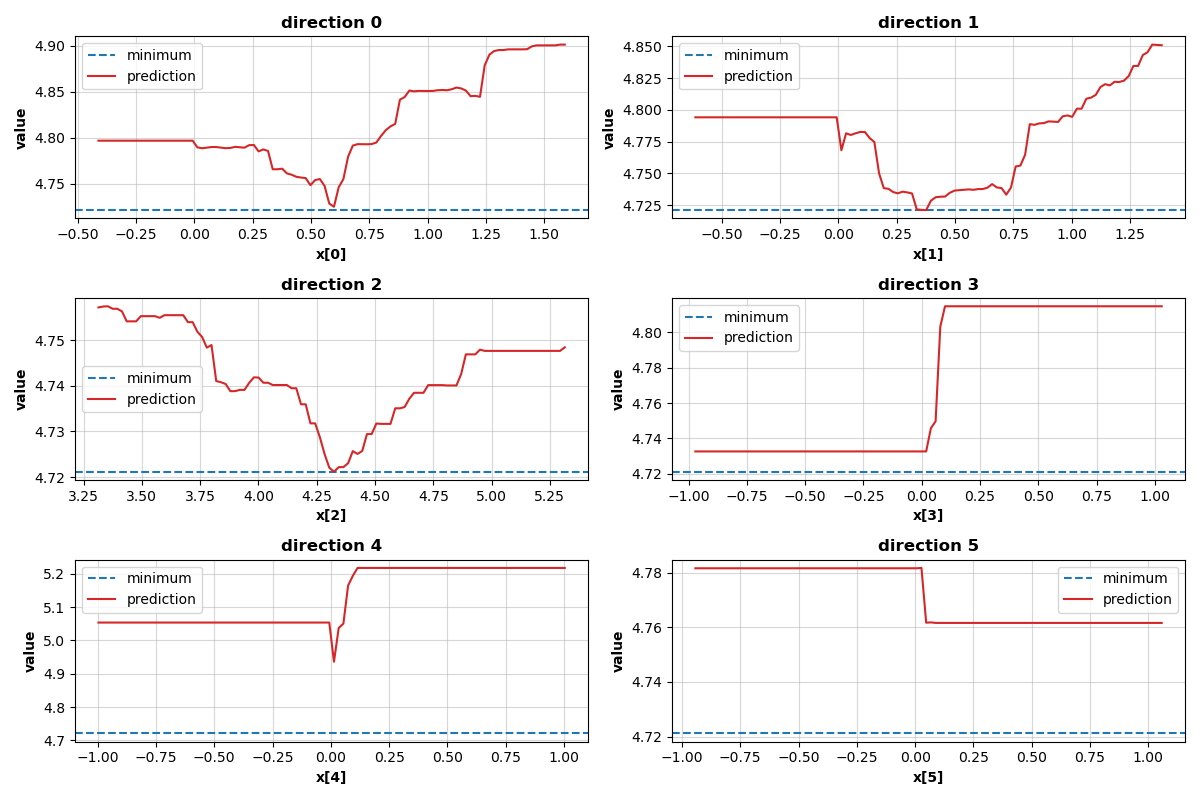 direction 0
4.90
4.85
4.80
4.75
value
minimum
prediction
−0.50 −0.25 0.00 0.25 0.50 0.75 1.00 1.25 1.50
x[0]
direction 1
4.850
4.825
4.800
4.775
4.750
4.725
value
minimum
prediction
−0.50 −0.25 0.00 0.25 0.50 0.75 1.00 1.25
x[1]
direction 2
4.75
4.74
4.73
4.72
value
minimum
prediction
3.25 3.50 3.75 4.00 4.25 4.50 4.75 5.00 5.25
x[2]
direction 3
4.80
4.78
4.76
4.74
4.72
value
minimum
prediction
−1.00 −0.75 −0.50 −0.25 0.00 0.25 0.50 0.75 1.00
x[3]
direction 4
5.2
5.1
5.0
4.9
4.8
4.7
value
minimum
prediction
−1.00 −0.75 −0.50 −0.25 0.00 0.25 0.50 0.75 1.00
x[4]
direction 5
4.78
4.76
4.74
4.72
value
minimum
prediction
−1.00 −0.75 −0.50 −0.25 0.00 0.25 0.50 0.75 1.00
x[5]